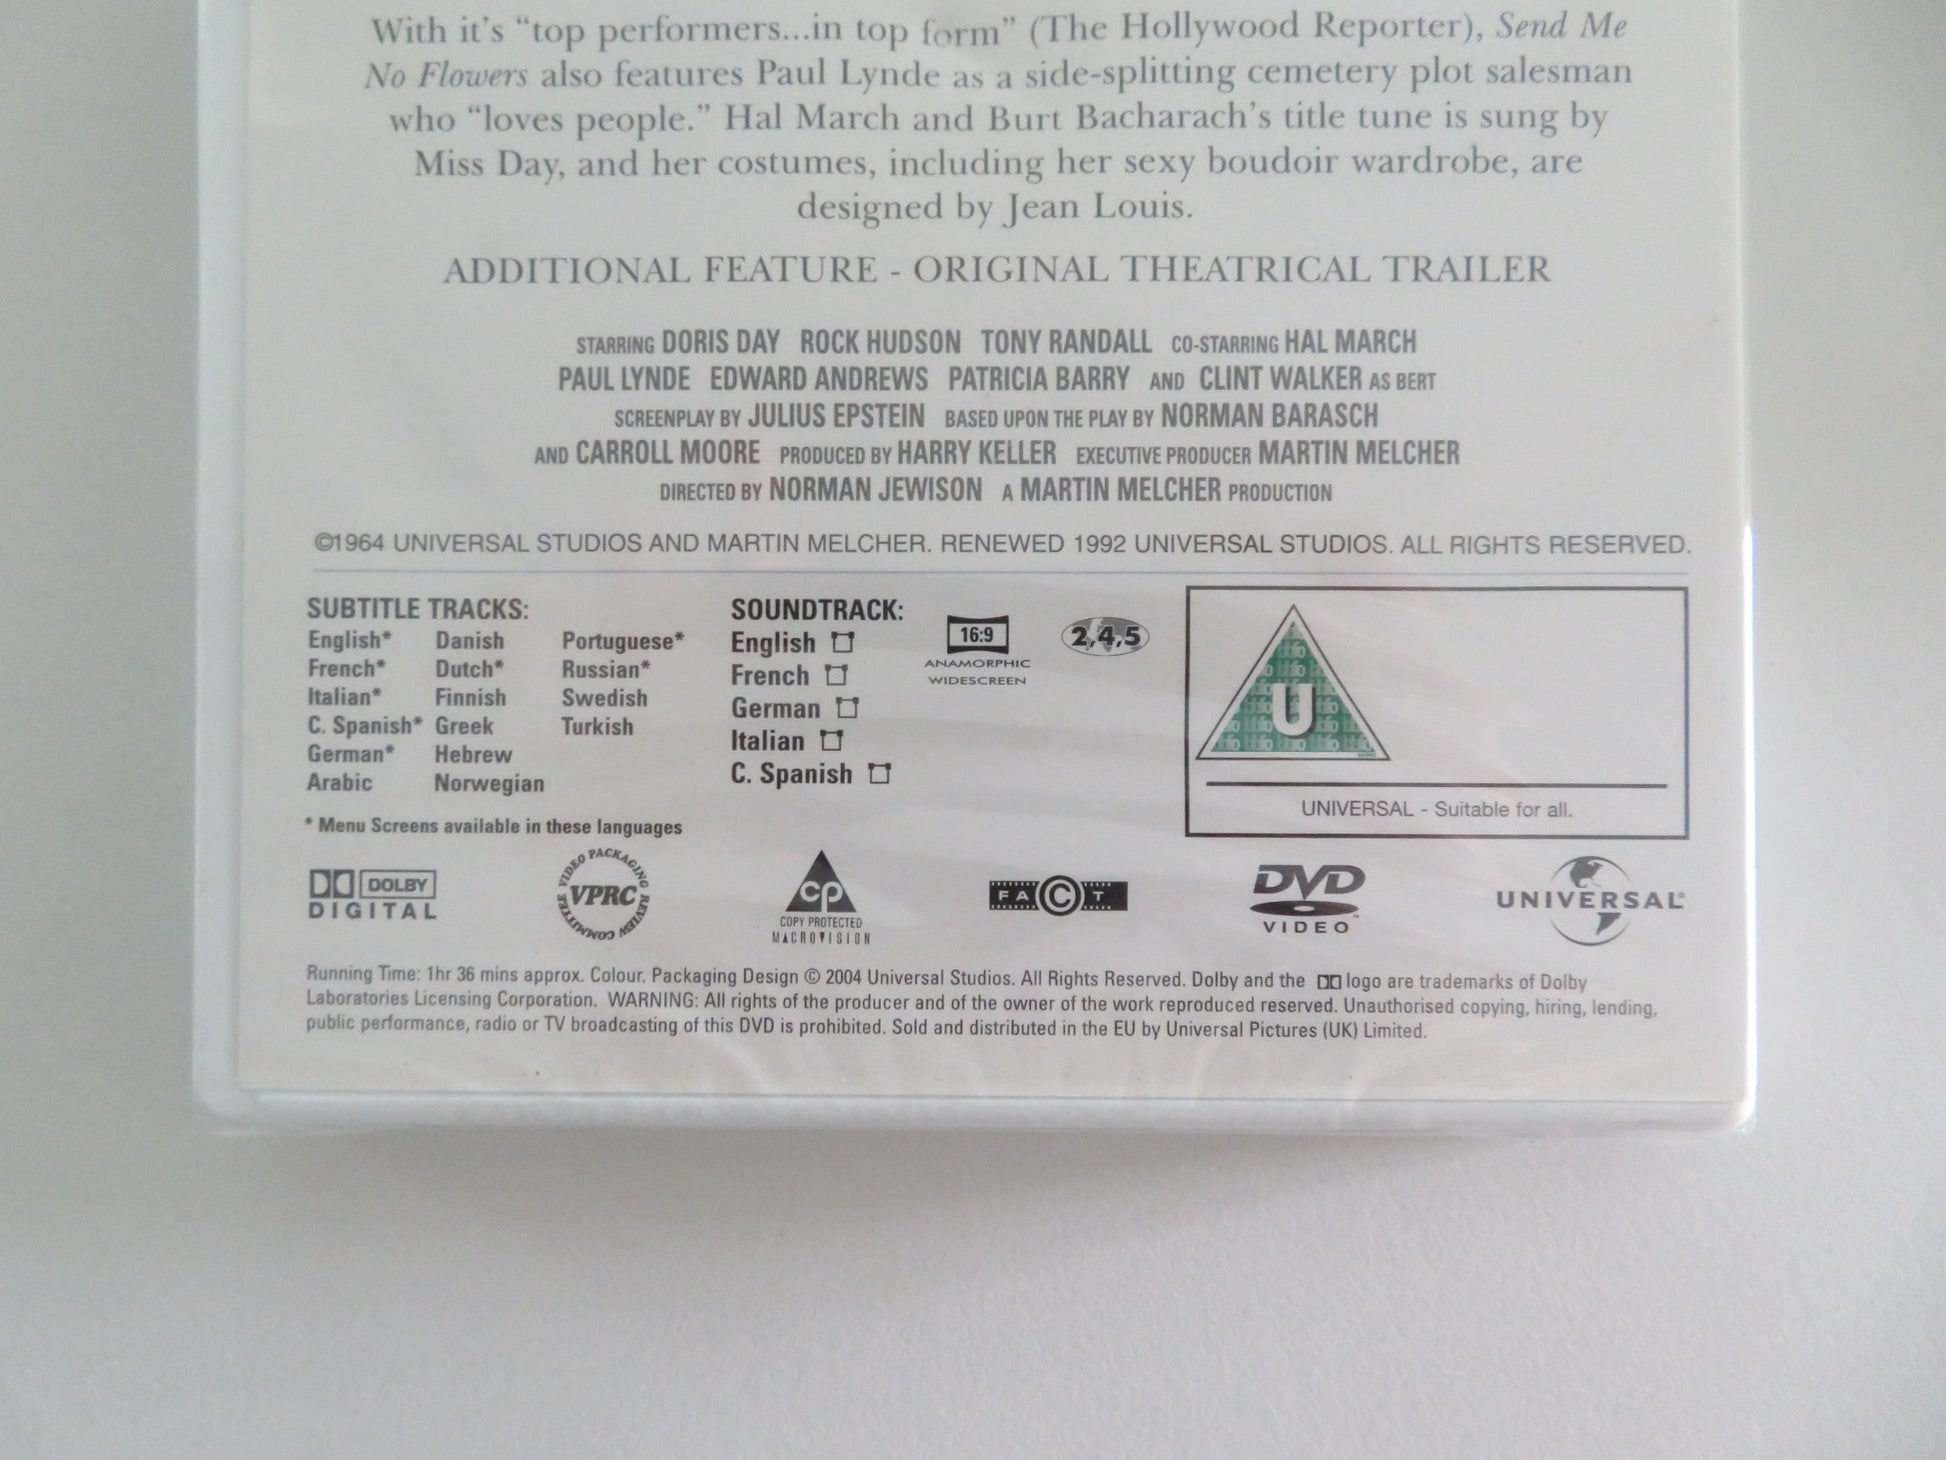 With it's “top performers...in top form” (The Hollywood Reporter), Send Me
No Flowers also features Paul Lynde as a side-splitting cemetery plot salesman
who “loves people.” Hal March and Burt Bacharach's title tune is sung by
Miss Day, and her costumes, including her sexy boudoir wardrobe, are
designed by Jean Louis.
ADDITIONAL FEATURE - ORIGINAL THEATRICAL TRAILER
STARRING DORIS DAY ROCK HUDSON TONY RANDALL CO-STARRING HAL MARCH
PAUL LYNDE EDWARD ANDREWS PATRICIA BARRY AND CLINT WALKER AS BERT
SCREENPLAY BY JULIUS EPSTEIN BASED UPON THE PLAY BY NORMAN BARASCH
AND CARROLL MOORE PRODUCED BY HARRY KELLER EXECUTIVE PRODUCER MARTIN MELCHER
DIRECTED BY NORMAN JEWISON A MARTIN MELCHER PRODUCTION
©1964 UNIVERSAL STUDIOS AND MARTIN MELCHER. RENEWED 1992 UNIVERSAL STUDIOS. ALL RIGHTS RESERVED.
SUBTITLE TRACKS:
English* Danish Portuguese*
French* Dutch* Russian*
Italian* Finnish Swedish
C. Spanish* Greek Turkish
German* Hebrew
Arabic Norwegian
* Menu Screens available in these languages
SOUNDTRACK:
English
French
German
Italian
C. Spanish
16:9
ANAMORPHIC
WIDESCREEN
2,4,5
U
UNIVERSAL - Suitable for all.
DOLBY
DIGITAL
VIDEO PACKAGING REVIEW COMMITTEE
VPRC
CP
COPY PROTECTED
MACROVISION
FACT
DVD
VIDEO
UNIVERSAL
Running Time: 1hr 36 mins approx. Colour. Packaging Design © 2004 Universal Studios. All Rights Reserved. Dolby and the logo are trademarks of Dolby
Laboratories Licensing Corporation. WARNING: All rights of the producer and of the owner of the work reproduced reserved. Unauthorised copying, hiring, lending,
public performance, radio or TV broadcasting of this DVD is prohibited. Sold and distributed in the EU by Universal Pictures (UK) Limited.